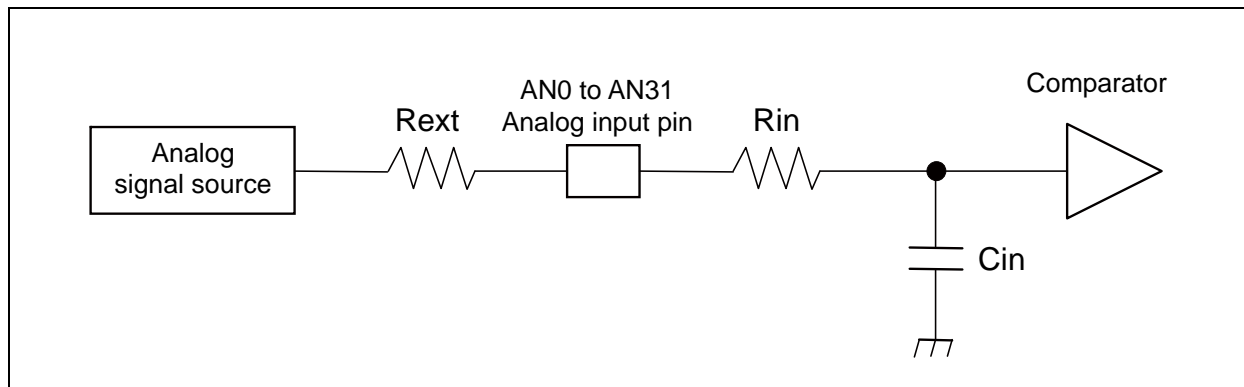 Analog
signal source
Rext
AN0 to AN31
Analog input pin
Rin
Comparator
Cin